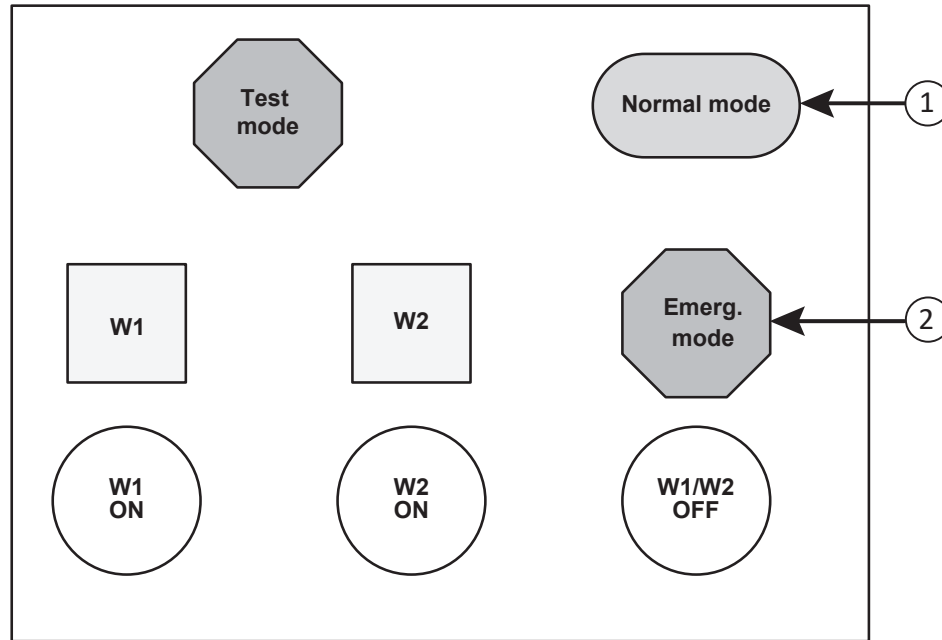 Test
mode
Normal mode
1
W1
W2
Emerg.
mode
2
W1
ON
W2
ON
W1/W2
OFF